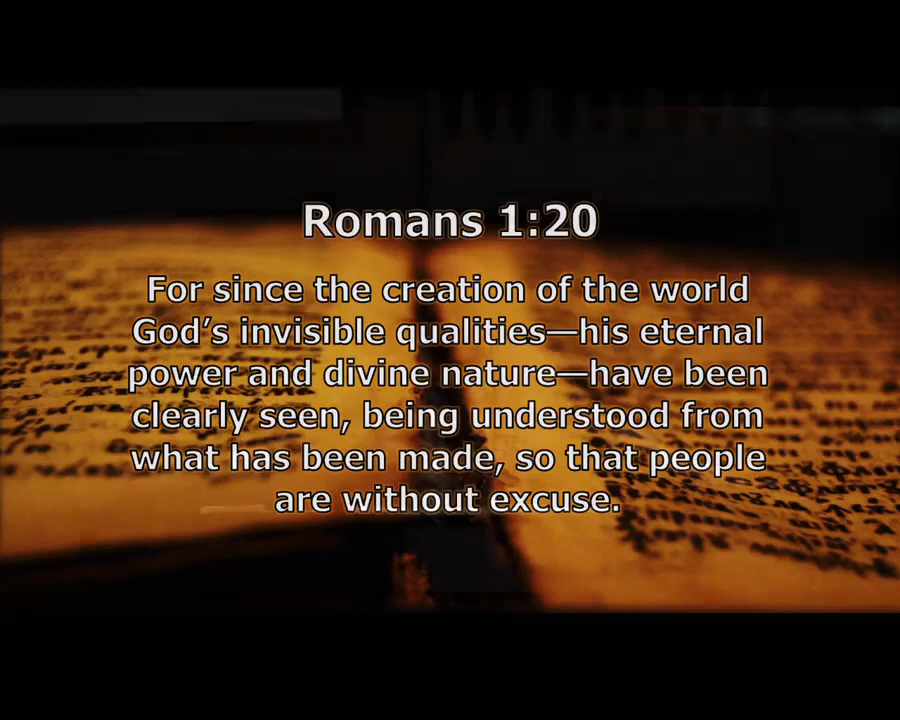 Romans 1:20
For since the creation of the world
God’s invisible qualities—his eternal
power and divine nature—have been
clearly seen, being understood from
what has been made, so that people
are without excuse.